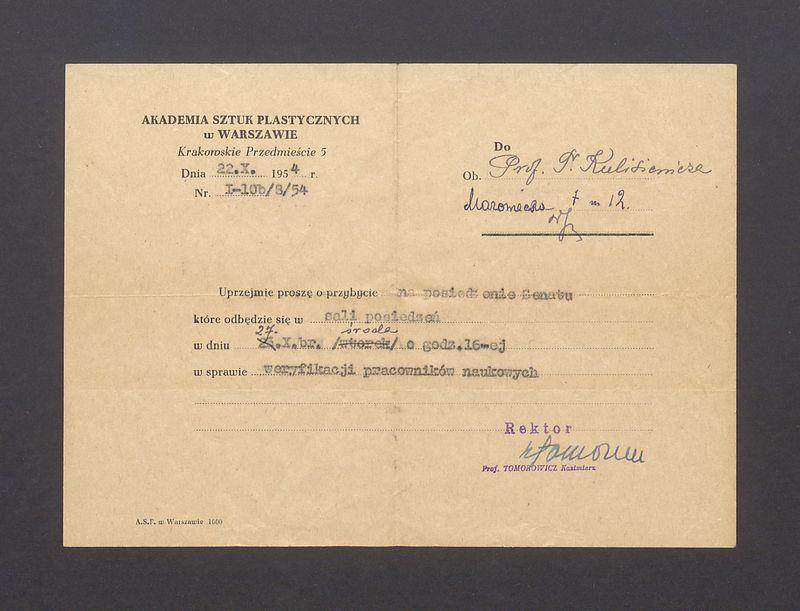 AKADEMIA SZTUK PLASTYCZNYCH
w WARSZAWIE
Krakowskie Przedmieście 5
Dnia 22.X. 1954 r.
Nr. I-10b/8/54
Do
Ob. Prof. T. Kulisiewicza
Mazowiecka 7 m 12.
Uprzejmie proszę o przybycie na posiedzenie Senatu
które odbędzie się w sali posiedzeń
27. środa
w dniu .X.br. /wtorek/ o godz.16-ej
w sprawie weryfikacji pracowników naukowych
Rektor
Prof. TOMOROWICZ Kazimierz
A.S.P. w Warszawie 1600